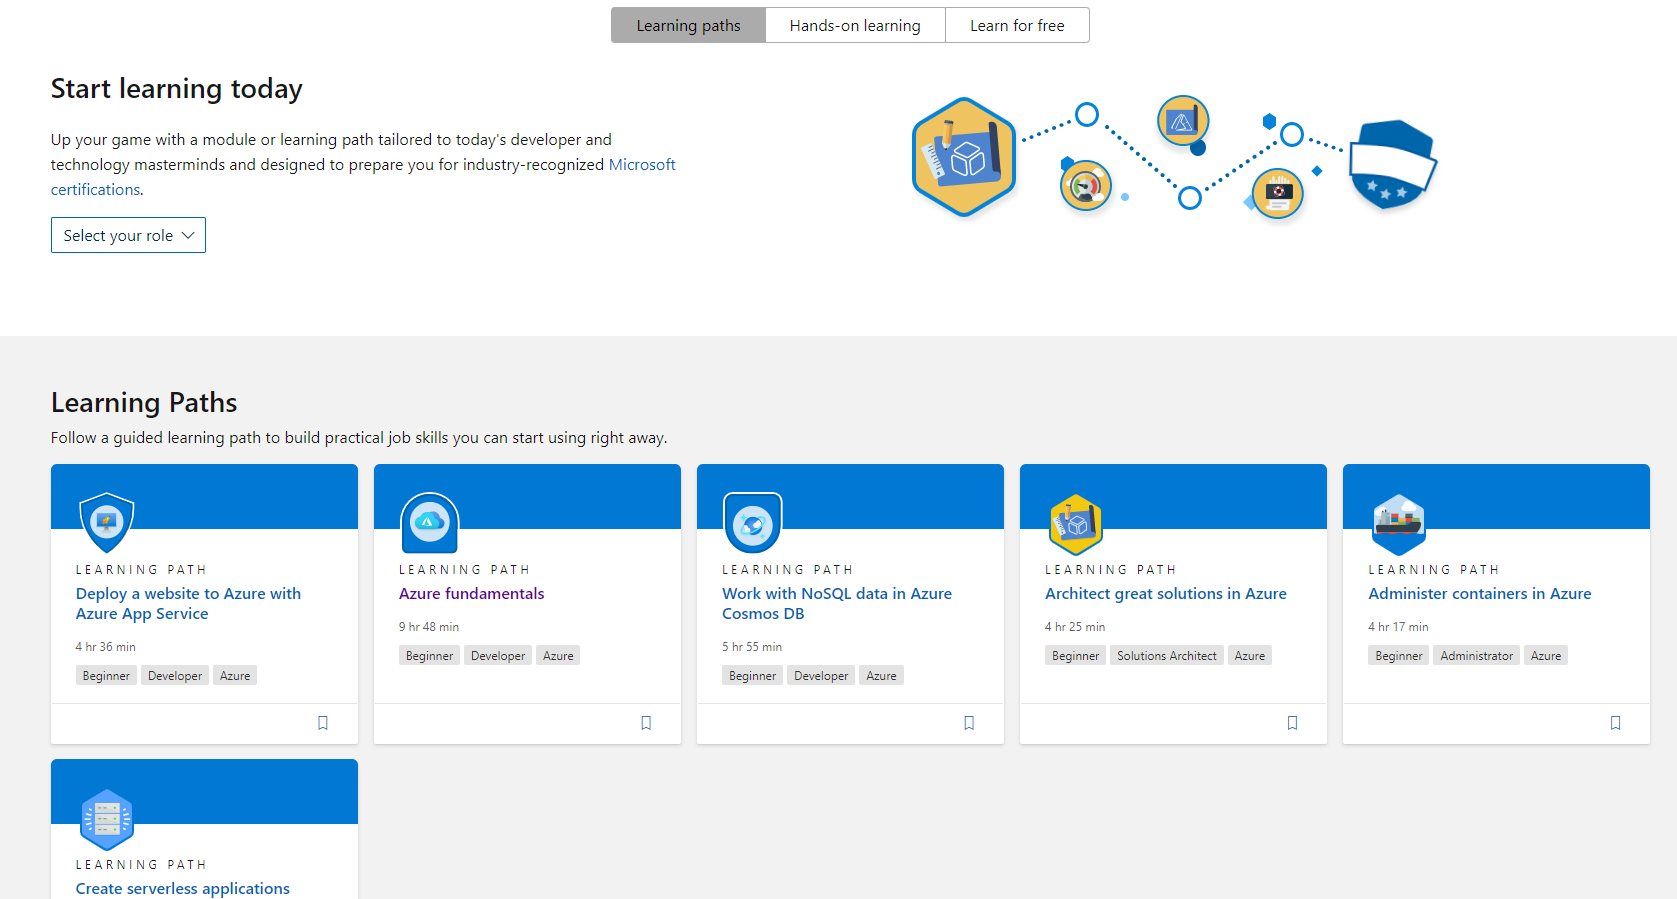 Learning paths
Hands-on learning
Learn for free
Start learning today
Up your game with a module or learning path tailored to today's developer and
technology masterminds and designed to prepare you for industry-recognized Microsoft
certifications.
Select your role
Learning Paths
Follow a guided learning path to build practical job skills you can start using right away.
LEARNING PATH
Deploy a website to Azure with
Azure App Service
4 hr 36 min
Beginner Developer Azure
LEARNING PATH
Azure fundamentals
9 hr 48 min
Beginner Developer Azure
LEARNING PATH
Work with NoSQL data in Azure
Cosmos DB
5 hr 55 min
Beginner Developer Azure
LEARNING PATH
Architect great solutions in Azure
4 hr 25 min
Beginner Solutions Architect Azure
LEARNING PATH
Administer containers in Azure
4 hr 17 min
Beginner Administrator Azure
LEARNING PATH
Create serverless applications